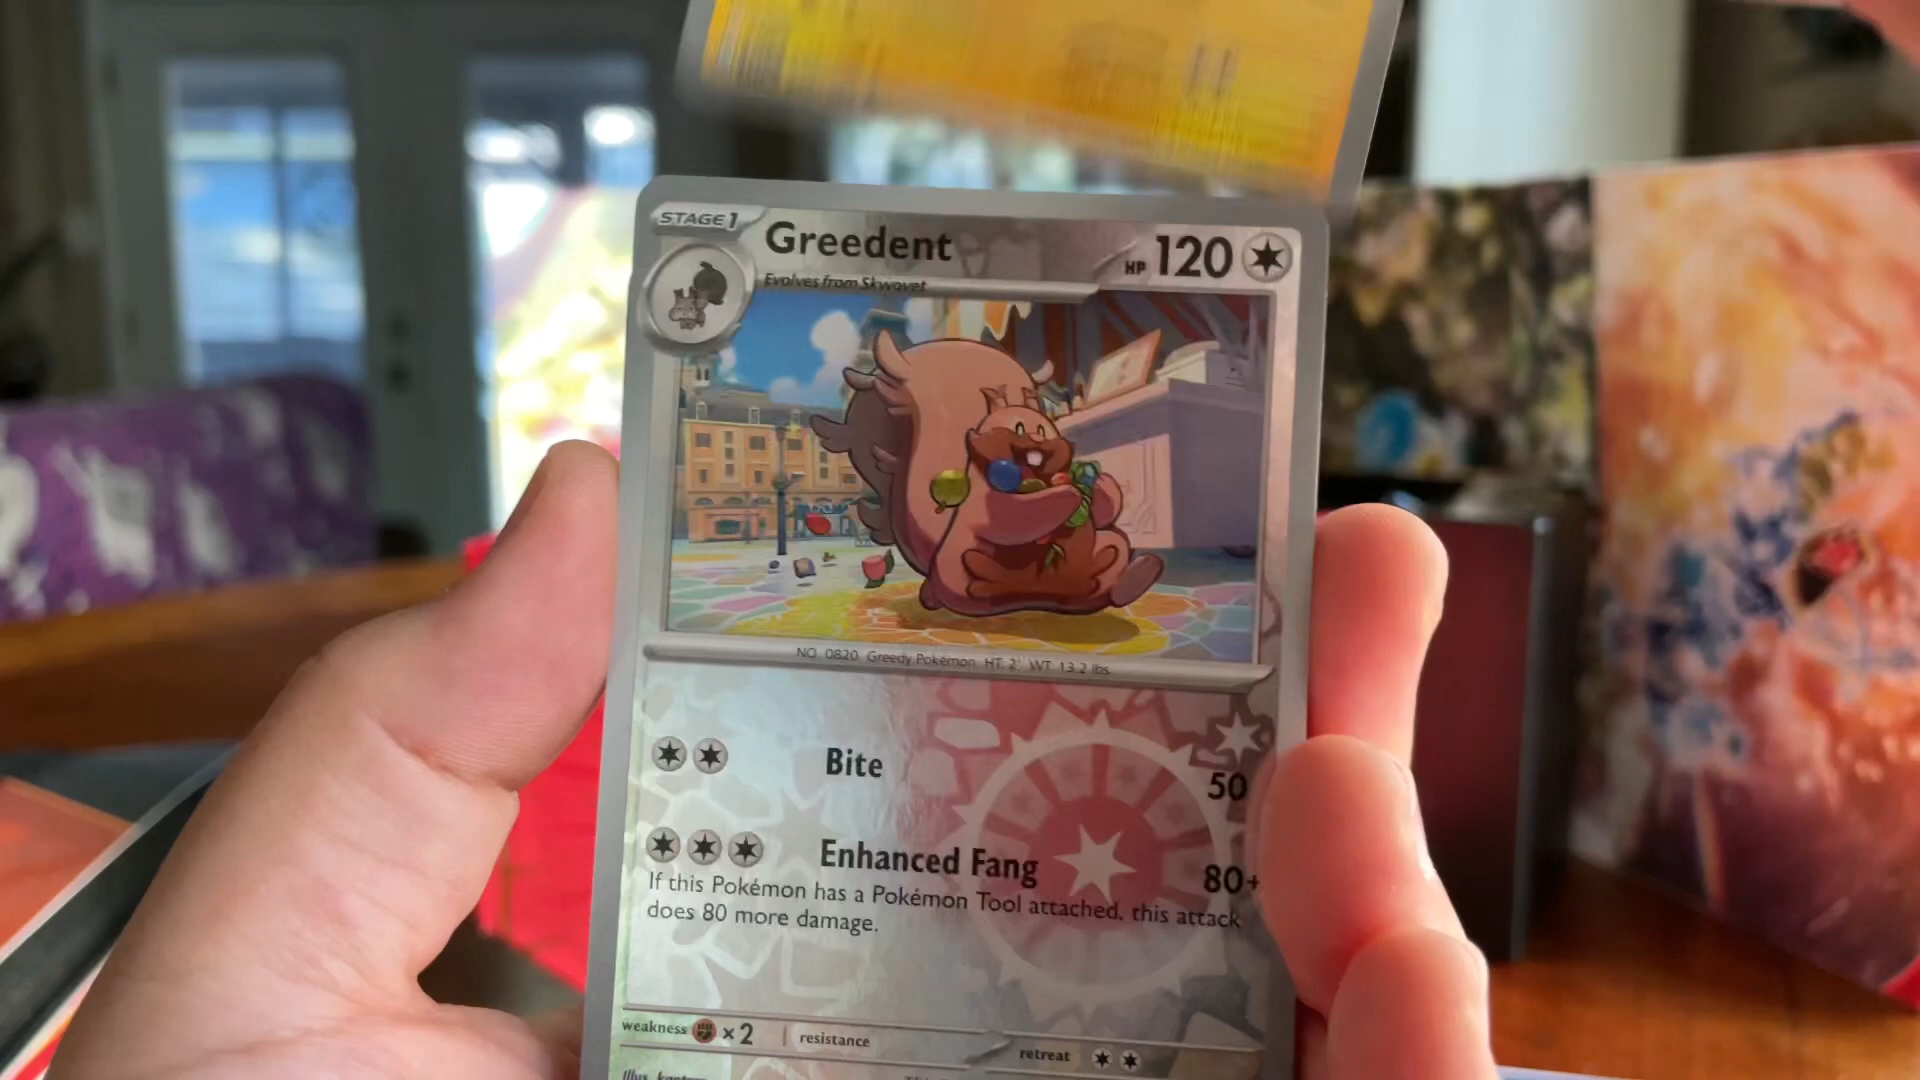 STAGE 1
Greedent
HP 120
Evolves from Skwovet
NO. 0820 Greedy Pokémon HT: 2' WT: 13.2 lbs
Bite
50
Enhanced Fang
80+
If this Pokémon has a Pokémon Tool attached, this attack
does 80 more damage.
weakness ×2 resistance
retreat
Illus.